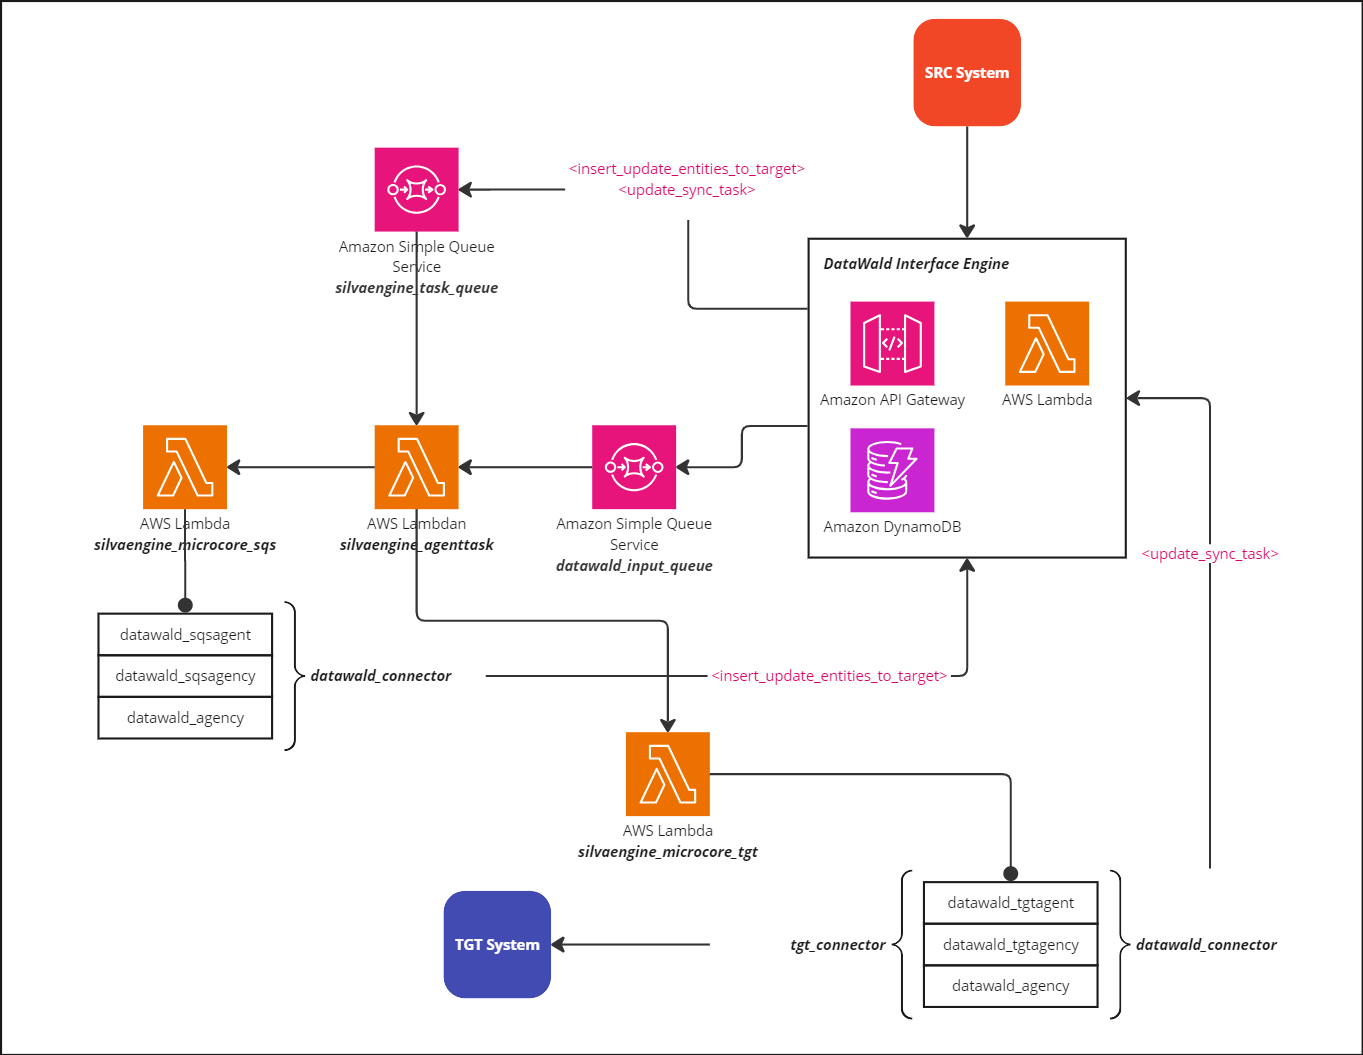 SRC System
<insert_update_entities_to_target>
<update_sync_task>
Amazon Simple Queue
Service
silvaengine_task_queue
DataWald Interface Engine
Amazon API Gateway
AWS Lambda
Amazon DynamoDB
AWS Lambda
silvaengine_microcore_sqs
AWS Lambdan
silvaengine_agenttask
Amazon Simple Queue
Service
datawald_input_queue
<update_sync_task>
datawald_sqsagent
datawald_sqsagency
datawald_agency
datawald_connector
<insert_update_entities_to_target>
AWS Lambda
silvaengine_microcore_tgt
TGT System
tgt_connector
datawald_tgtagent
datawald_tgtagency
datawald_agency
datawald_connector